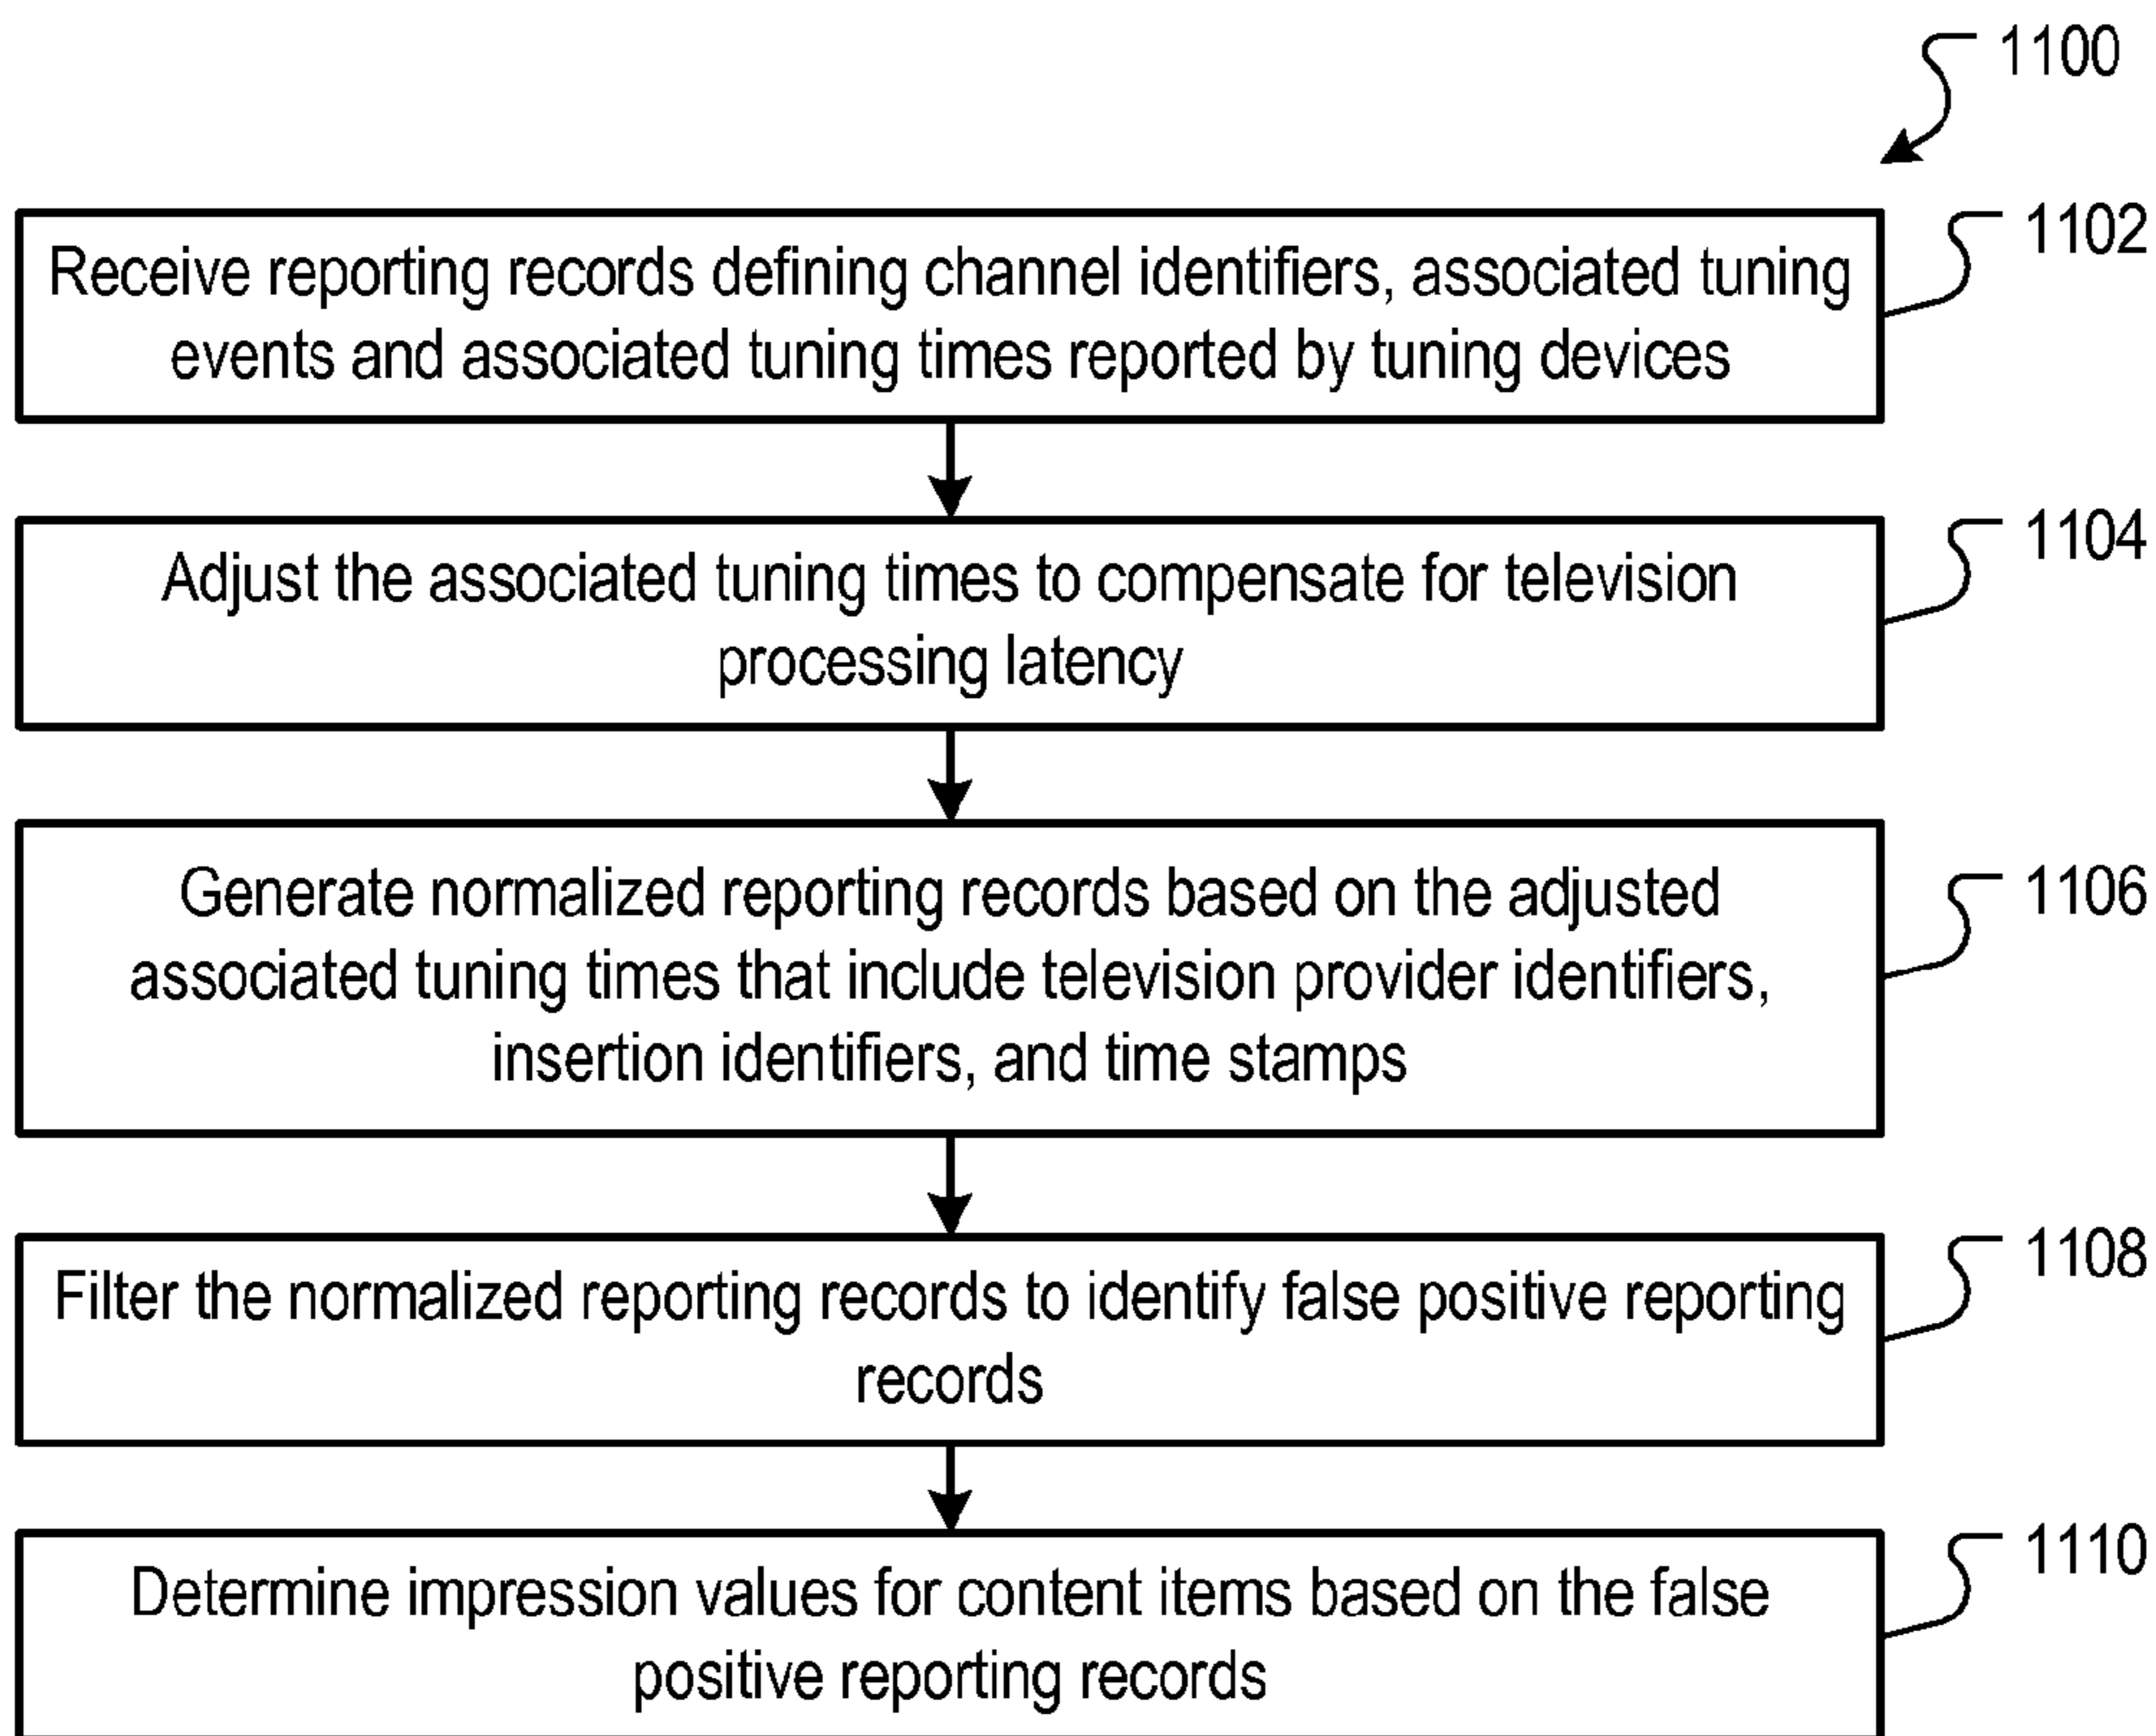 1100
1102
Receive reporting records defining channel identifiers, associated tuning
events and associated tuning times reported by tuning devices
1104
Adjust the associated tuning times to compensate for television
processing latency
1106
Generate normalized reporting records based on the adjusted
associated tuning times that include television provider identifiers,
insertion identifiers, and time stamps
1108
Filter the normalized reporting records to identify false positive reporting
records
1110
Determine impression values for content items based on the false
positive reporting records